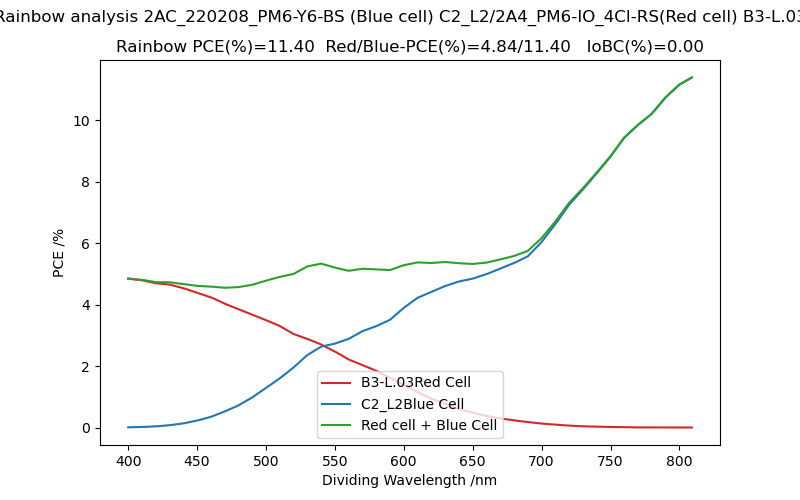 Rainbow analysis 2AC_220208_PM6-Y6-BS (Blue cell) C2_L2/2A4_PM6-IO_4Cl-RS(Red cell) B3-L.03
Rainbow PCE(%)=11.40 Red/Blue-PCE(%)=4.84/11.40 IoBC(%)=0.00
10
8
6
4
2
0
PCE /%
B3-L.03Red Cell
C2_L2Blue Cell
Red cell + Blue Cell
400 450 500 550 600 650 700 750 800
Dividing Wavelength /nm